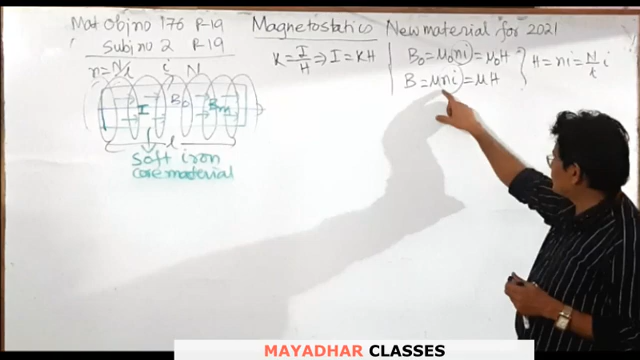 Mat Obj no 176 R-19
Subj no 2 R19
Magnetostatics New material for 2021
n = N/l i N
I B₀ Bm
l
soft iron
core material
K = I/H ⇒ I = KH
B₀ = μ₀ni = μ₀H
B = μni = μH
H = ni = N/l i
MAYADHAR CLASSES